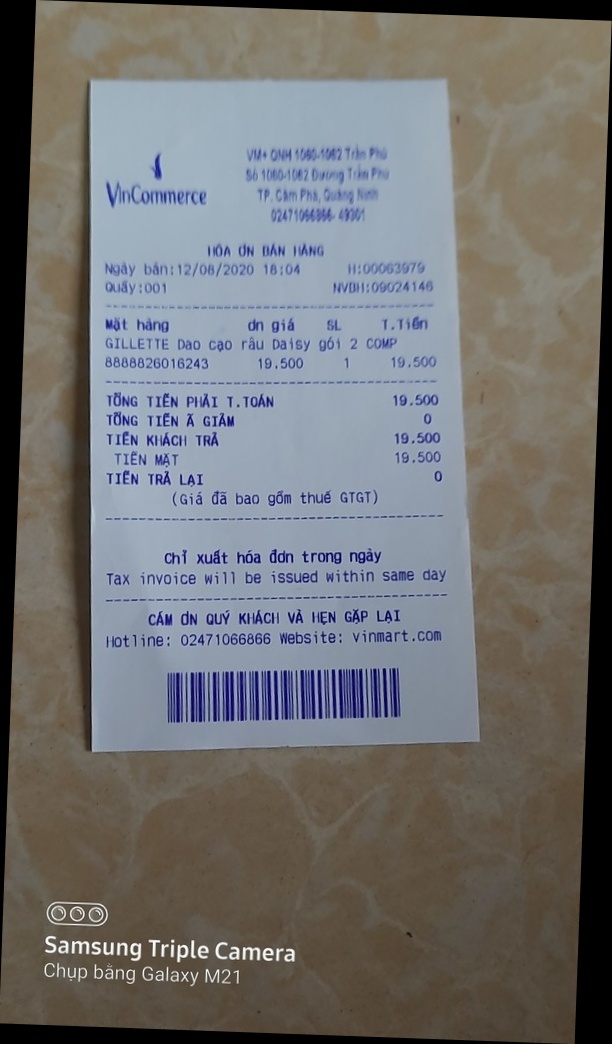 VinCommerce
VM+ QNH 1060-1062 Trần Phú
Số 1060-1062 Đường Trần Phú
TP. Cẩm Phả, Quảng Ninh
02471066866- 49301
HÓA ƠN BÁN HÀNG
Ngày bán:12/08/2020 18:04 H:00063979
Quầy:001 NVBH:09024146
Mặt hàng ơn giá SL T.Tiền
GILLETTE Dao cạo râu Daisy gói 2 COMP
8888826016243 19.500 1 19.500
TỔNG TIỀN PHẢI T.TOÁN 19.500
TỔNG TIỀN Ã GIẢM 0
TIỀN KHÁCH TRẢ 19.500
TIỀN MẶT 19.500
TIỀN TRẢ LẠI 0
(Giá đã bao gồm thuế GTGT)
Chỉ xuất hóa đơn trong ngày
Tax invoice will be issued within same day
CÁM ƠN QUÝ KHÁCH VÀ HẸN GẶP LẠI
Hotline: 02471066866 Website: vinmart.com
Samsung Triple Camera
Chụp bằng Galaxy M21